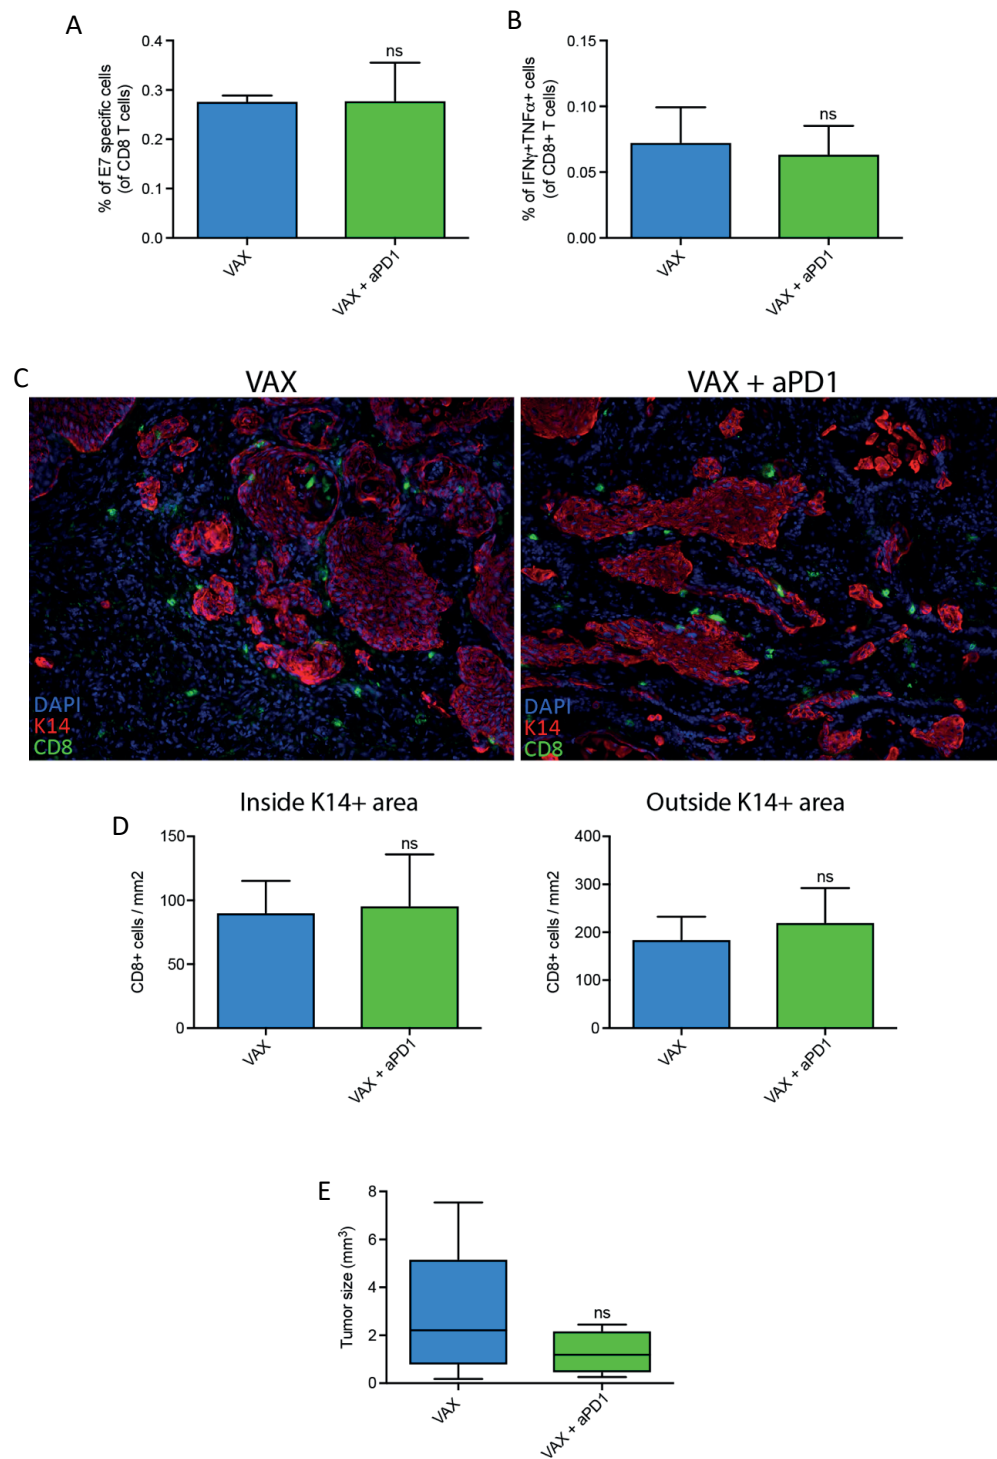 A
% of E7 specific cells
(of CD8 T cells)
0.4
0.3
0.2
0.1
0.0
ns
VAX
VAX + aPD1
B
% of IFNγ+TNFα+ cells
(of CD8+ T cells)
0.15
0.10
0.05
0.00
ns
VAX
VAX + aPD1
C
VAX
DAPI
K14
CD8
VAX + aPD1
DAPI
K14
CD8
D
Inside K14+ area
CD8+ cells / mm2
150
100
50
0
ns
VAX
VAX + aPD1
Outside K14+ area
CD8+ cells / mm2
400
300
200
100
0
ns
VAX
VAX + aPD1
E
Tumor size (mm³)
8
6
4
2
0
ns
VAX
VAX + aPD1